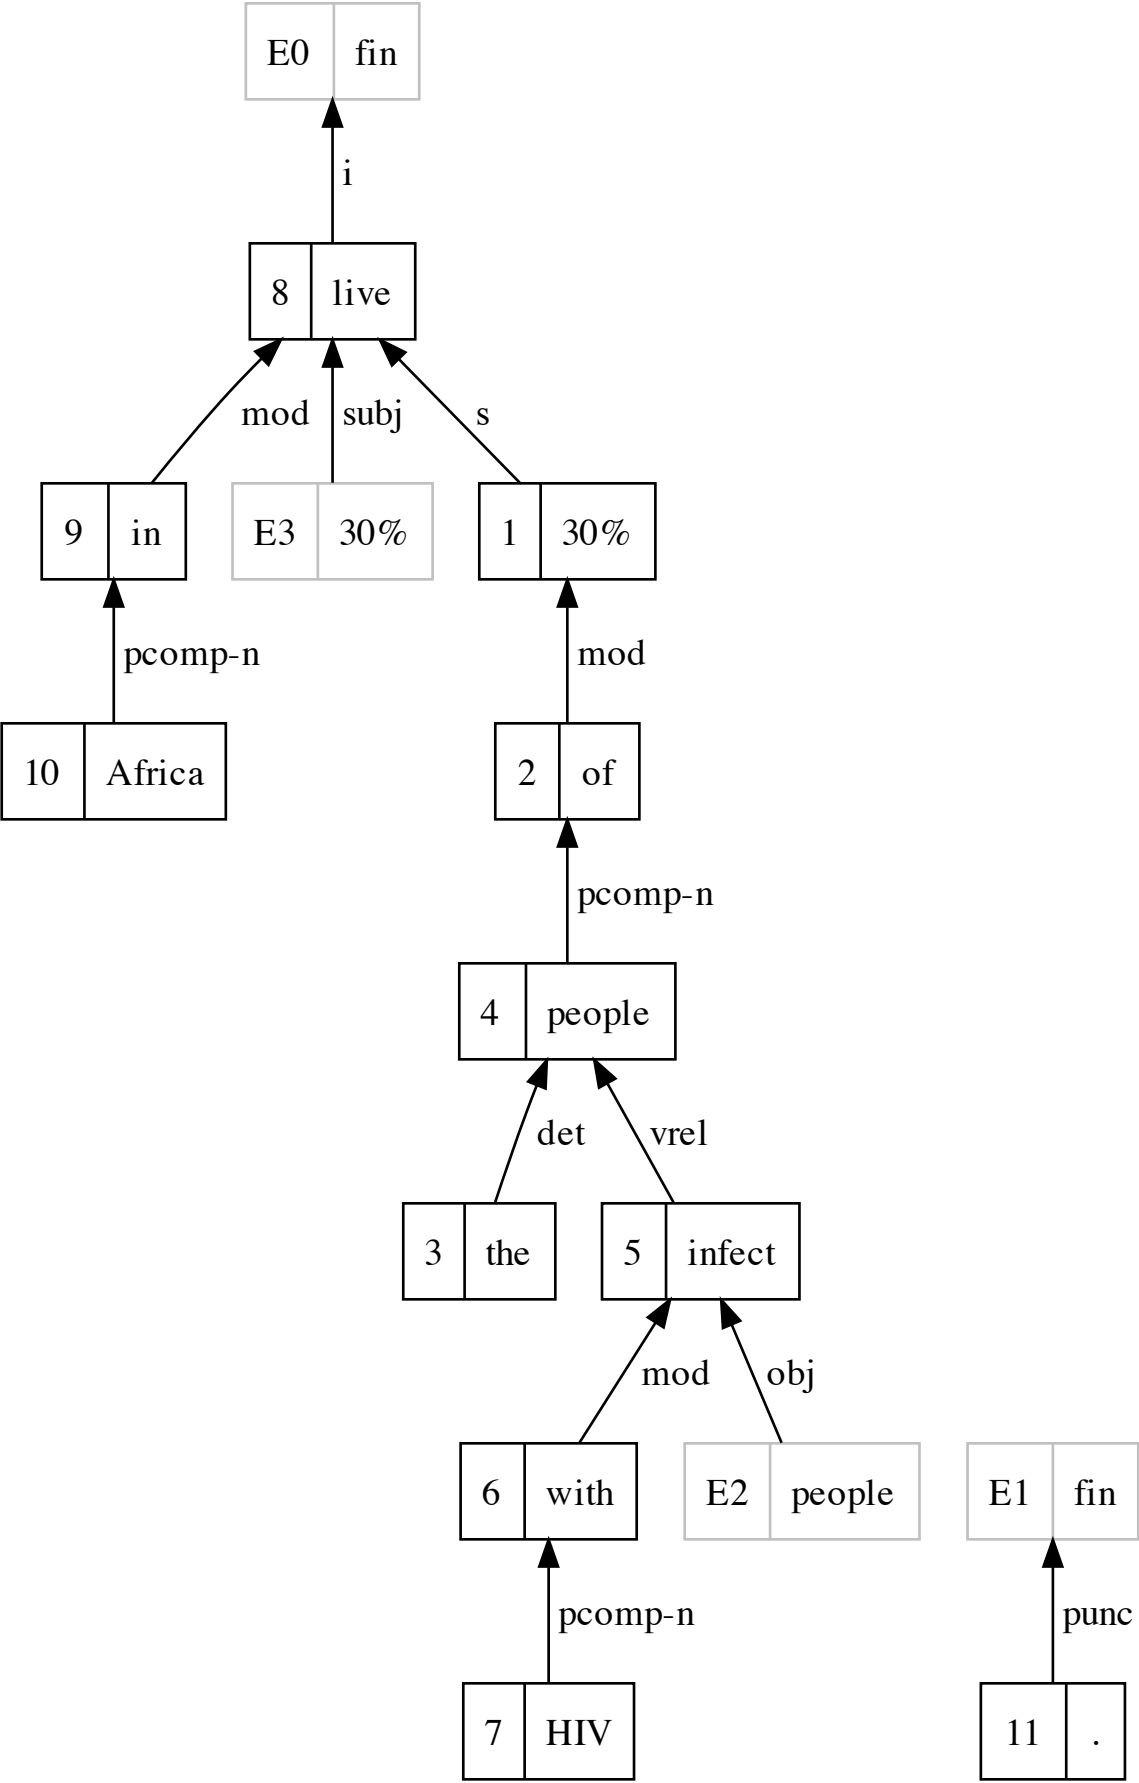 E0 fin
i
8 live
mod subj s
9 in E3 30% 1 30%
pcomp-n mod
10 Africa 2 of
pcomp-n
4 people
det vrel
3 the 5 infect
mod obj
6 with E2 people E1 fin
pcomp-n punc
7 HIV 11 .